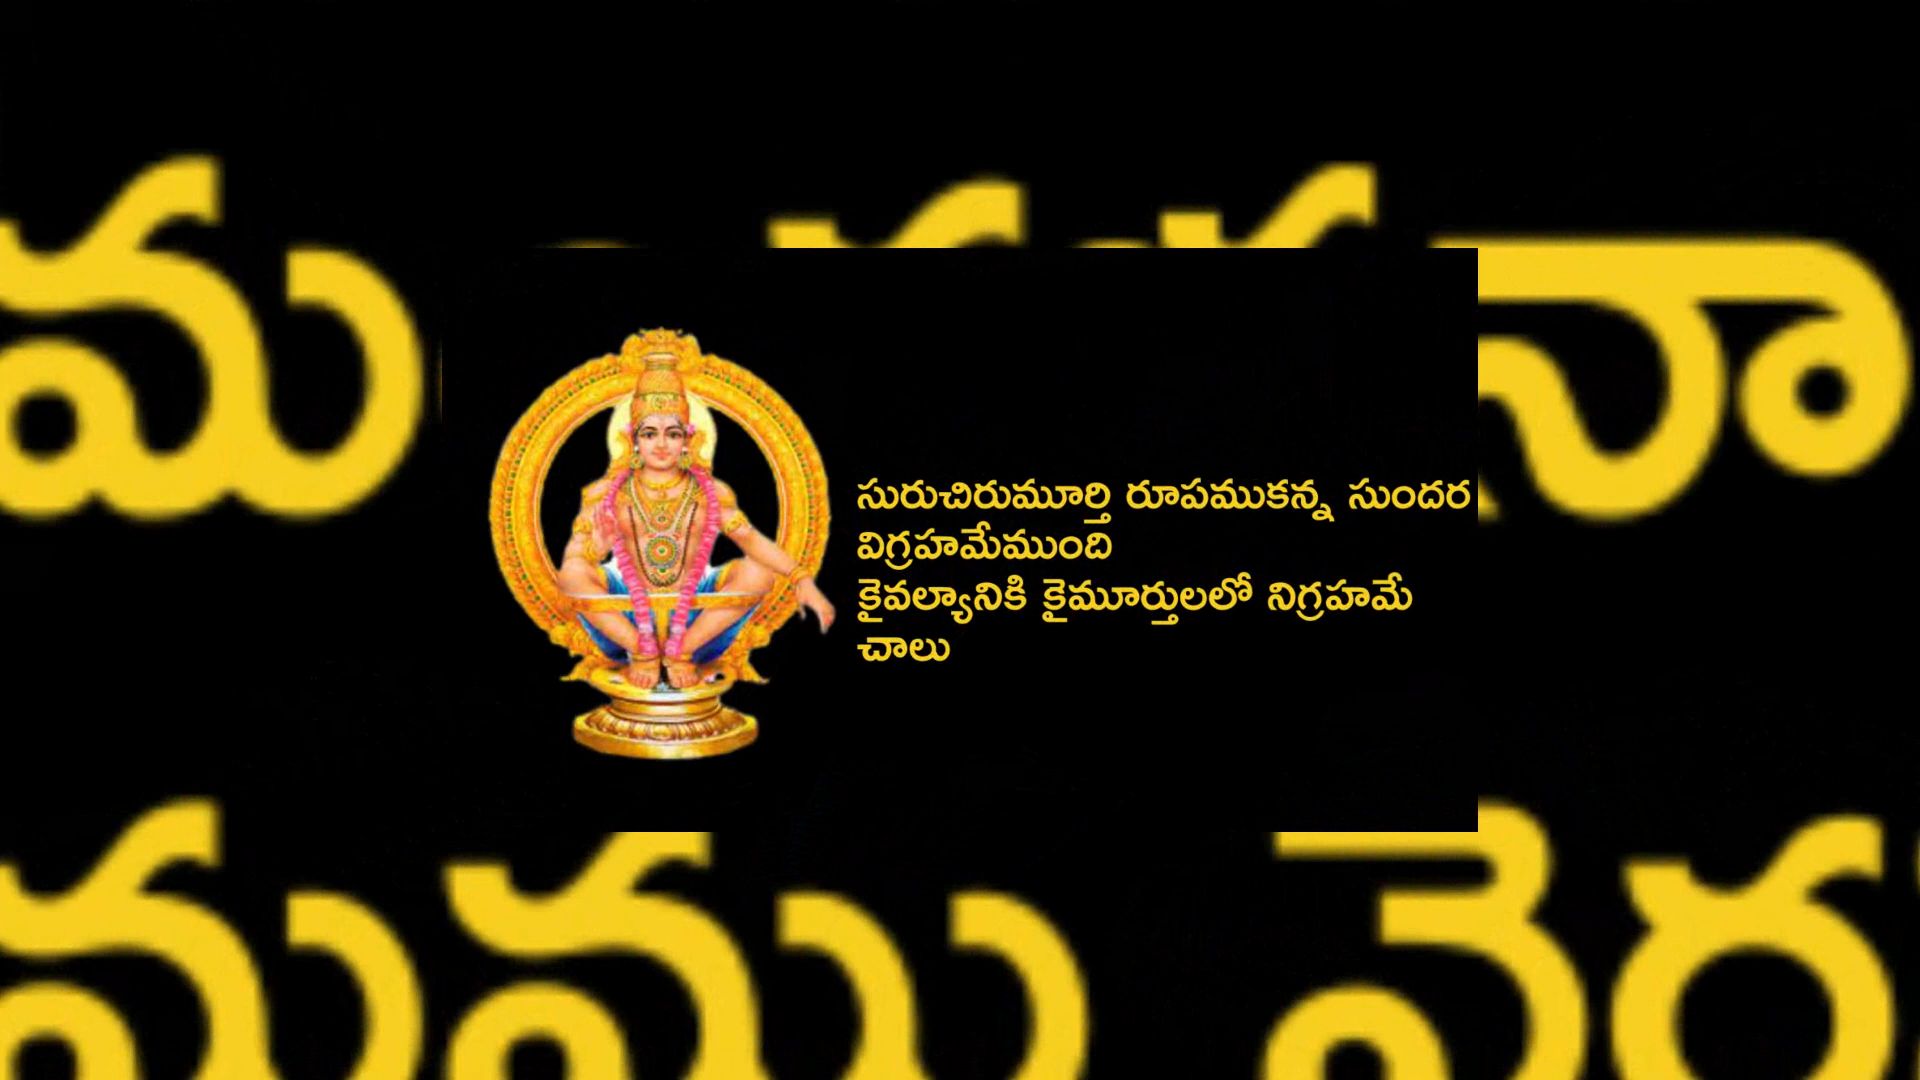 సురుచిరుమూర్తి రూపముకన్న సుందర
విగ్రహమేముంది
కైవల్యానికి కైమూర్తులలో నిగ్రహమే
చాలు